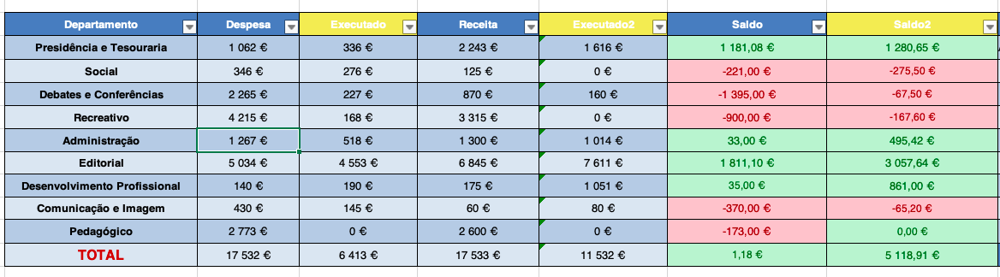 Departamento Despesa Executado Receita Executado2 Saldo Saldo2
Presidência e Tesouraria 1 062 € 336 € 2 243 € 1 616 € 1 181,08 € 1 280,65 €
Social 346 € 276 € 125 € 0 € -221,00 € -275,50 €
Debates e Conferências 2 265 € 227 € 870 € 160 € -1 395,00 € -67,50 €
Recreativo 4 215 € 168 € 3 315 € 0 € -900,00 € -167,60 €
Administração 1 267 € 518 € 1 300 € 1 014 € 33,00 € 495,42 €
Editorial 5 034 € 4 553 € 6 845 € 7 611 € 1 811,10 € 3 057,64 €
Desenvolvimento Profissional 140 € 190 € 175 € 1 051 € 35,00 € 861,00 €
Comunicação e Imagem 430 € 145 € 60 € 80 € -370,00 € -65,20 €
Pedagógico 2 773 € 0 € 2 600 € 0 € -173,00 € 0,00 €
TOTAL 17 532 € 6 413 € 17 533 € 11 532 € 1,18 € 5 118,91 €